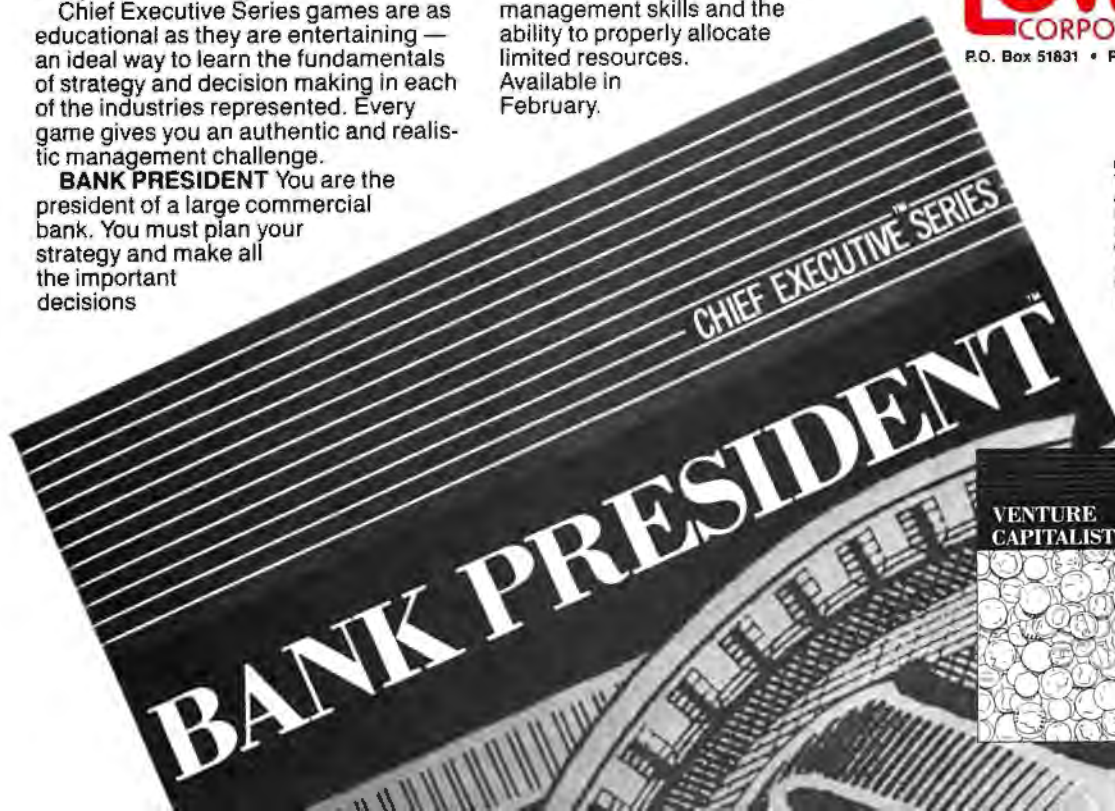 Chief Executive Series games are as
educational as they are entertaining —
an ideal way to learn the fundamentals
of strategy and decision making in each
of the industries represented. Every
game gives you an authentic and realis-
tic management challenge.
BANK PRESIDENT You are the
president of a large commercial
bank. You must plan your
strategy and make all
the important
decisions
management skills and the
ability to properly allocate
limited resources.
Available in
February.
P.O. Box 51831 •
CHIEF EXECUTIVE™ SERIES
BANK PRESIDENT™
VENTURE
CAPITALIST